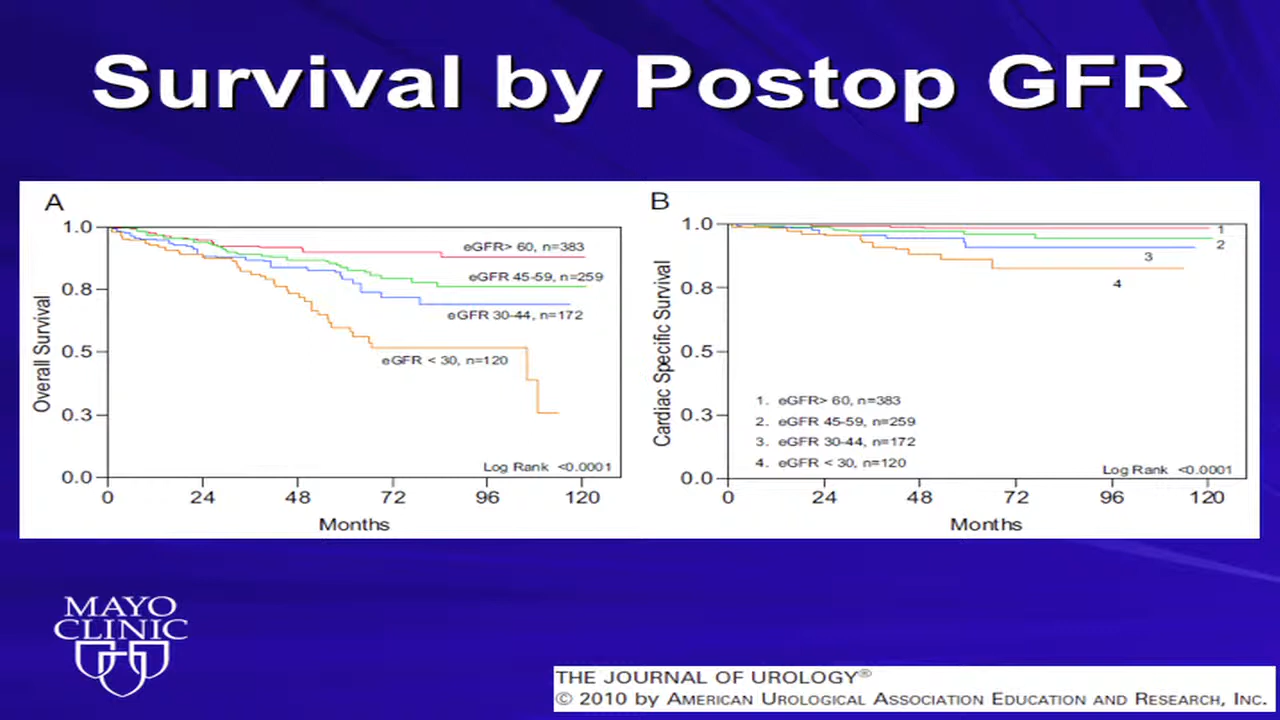 Survival by Postop GFR
A
1.0
0.8
0.5
0.3
0.0
Overall Survival
eGFR> 60, n=383
eGFR 45-59, n=259
eGFR 30-44, n=172
eGFR < 30, n=120
Log Rank <0.0001
0 24 48 72 96 120
Months
B
1.0
0.8
0.5
0.3
0.0
Cardiac Specific Survival
1
2
3
4
1. eGFR> 60, n=383
2. eGFR 45-59, n=259
3. eGFR 30-44, n=172
4. eGFR < 30, n=120
Log Rank <0.0001
0 24 48 72 96 120
Months
MAYO
CLINIC
THE JOURNAL OF UROLOGY®
© 2010 by AMERICAN UROLOGICAL ASSOCIATION EDUCATION AND RESEARCH, INC.